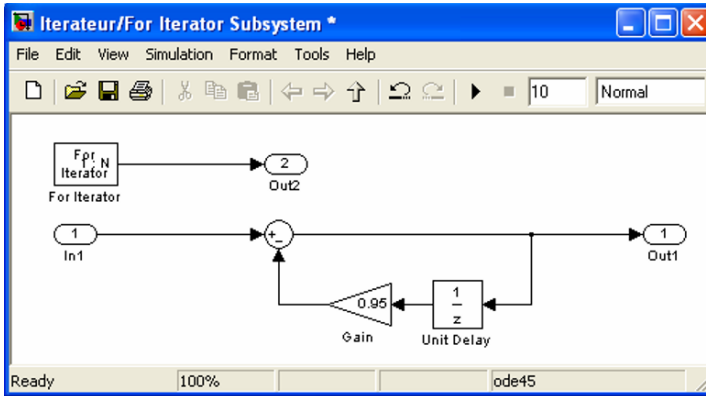 Iterateur/For Iterator Subsystem *
File Edit View Simulation Format Tools Help
10 Normal
For
1 : N
Iterator
For Iterator
2
Out2
1
In1
+
-
1
Out1
0.95
Gain
1
z
Unit Delay
Ready 100% ode45